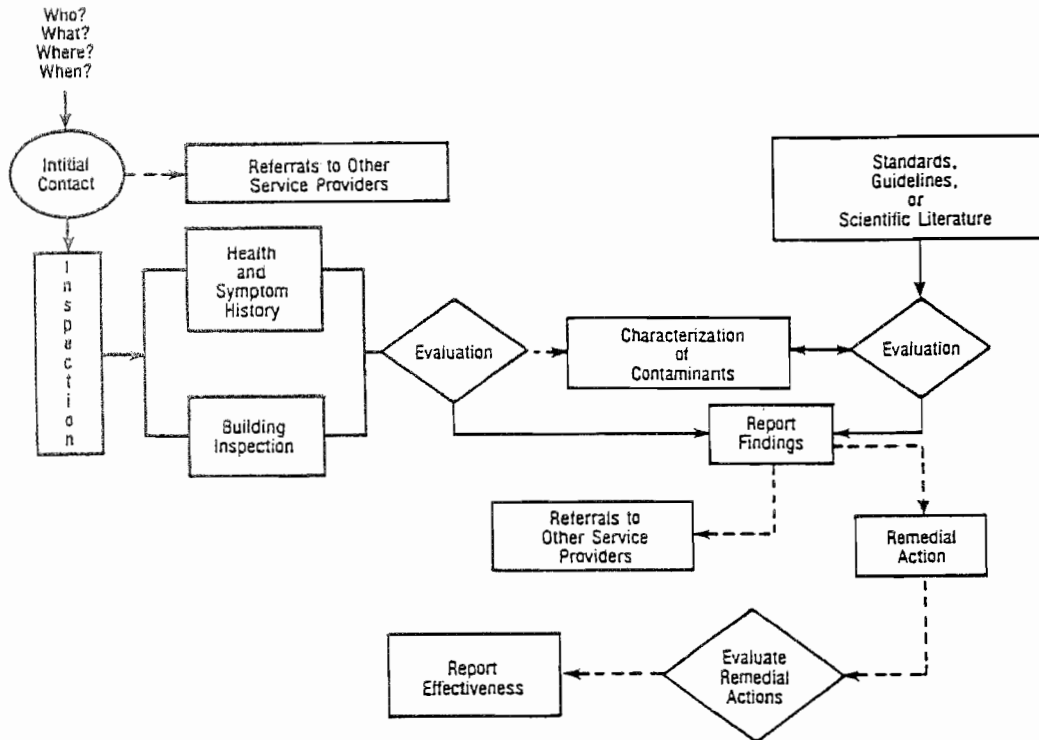 Who?
What?
Where?
When?
Intitial
Contact
Referrals to Other
Service Providers
Standards,
Guidelines,
or
Scientific Literature
Inspection
Health
and
Symptom
History
Building
Inspection
Evaluation
Characterization
of
Contaminants
Evaluation
Report
Findings
Referrals to
Other Service
Providers
Remedial
Action
Evaluate
Remedial
Actions
Report
Effectiveness